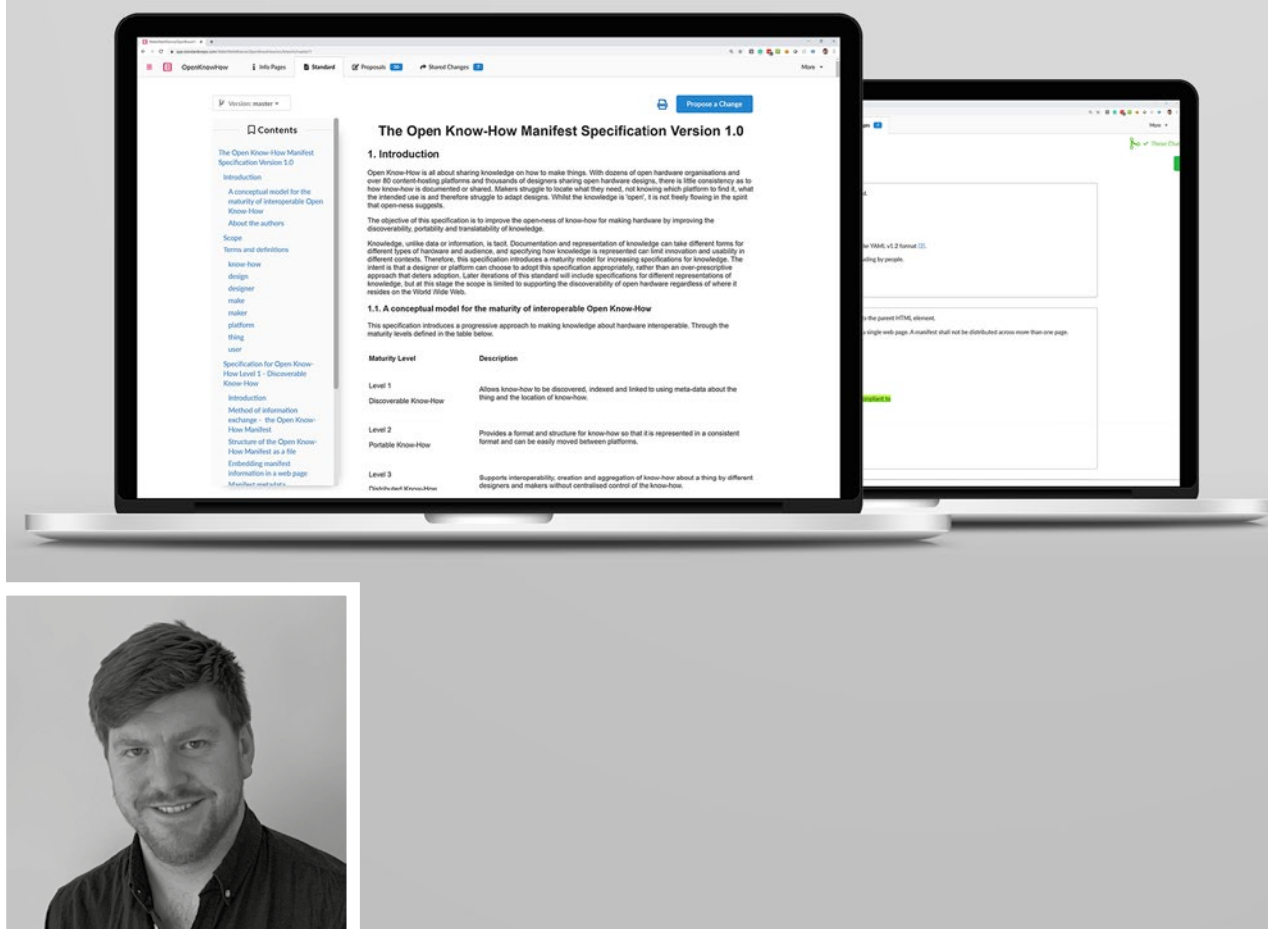 OpenKnowHow
Info Pages
Standard
Proposals
Shared Changes
More
Version: master
Propose a Change
Contents
The Open Know-How Manifest
Specification Version 1.0
Introduction
A conceptual model for the
maturity of interoperable Open
Know-How
About the authors
Scope
Terms and definitions
know-how
design
designer
make
maker
platform
thing
user
Specification for Open Know-
How Level 1 - Discoverable
Know-How
Introduction
Method of information
exchange - the Open Know-
How Manifest
Structure of the Open Know-
How Manifest as a file
Embedding manifest
information in a web page
Manifest metadata
The Open Know-How Manifest Specification Version 1.0
1. Introduction
Open Know-How is all about sharing knowledge on how to make things. With dozens of open hardware organisations and
over 80 content-hosting platforms and thousands of designers sharing open hardware designs, there is little consistency as to
how know-how is documented or shared. Makers struggle to locate what they need, not knowing which platform to find it, what
the intended use is and therefore struggle to adapt designs. Whilst the knowledge is 'open', it is not freely flowing in the spirit
that open-ness suggests.
The objective of this specification is to improve the open-ness of know-how for making hardware by improving the
discoverability, portability and translatability of knowledge.
Knowledge, unlike data or information, is tacit. Documentation and representation of knowledge can take different forms for
different types of hardware and audience, and specifying how knowledge is represented can limit innovation and usability in
different contexts. Therefore, this specification introduces a maturity model for increasing specifications for knowledge. The
intent is that a designer or platform can choose to adopt this specification appropriately, rather than an over-prescriptive
approach that deters adoption. Later iterations of this standard will include specifications for different representations of
knowledge, but at this stage the scope is limited to supporting the discoverability of open hardware regardless of where it
resides on the World Wide Web.
1.1. A conceptual model for the maturity of interoperable Open Know-How
This specification introduces a progressive approach to making knowledge about hardware interoperable. Through the
maturity levels defined in the table below.
Maturity Level
Description
Level 1
Discoverable Know-How
Allows know-how to be discovered, indexed and linked to using meta-data about the
thing and the location of know-how.
Level 2
Portable Know-How
Provides a format and structure for know-how so that it is represented in a consistent
format and can be easily moved between platforms.
Level 3
Distributed Know-How
Supports interoperability, creation and aggregation of know-how about a thing by different
designers and makers without centralised control of the know-how.
More
These
YAML v1.2 format [2].
by people.
the parent HTML element.
single web page. A manifest shall not be distributed across more than one page.
compliant to